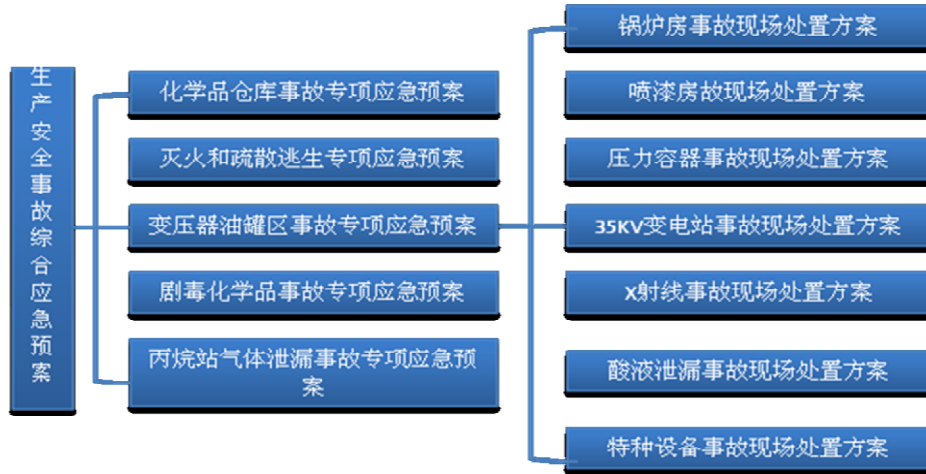 生产安全事故综合应急预案
化学品仓库事故专项应急预案
灭火和疏散逃生专项应急预案
变压器油罐区事故专项应急预案
剧毒化学品事故专项应急预案
丙烷站气体泄漏事故专项应急预
案
锅炉房事故现场处置方案
喷漆房故现场处置方案
压力容器事故现场处置方案
35KV变电站事故现场处置方案
X射线事故现场处置方案
酸液泄漏事故现场处置方案
特种设备事故现场处置方案